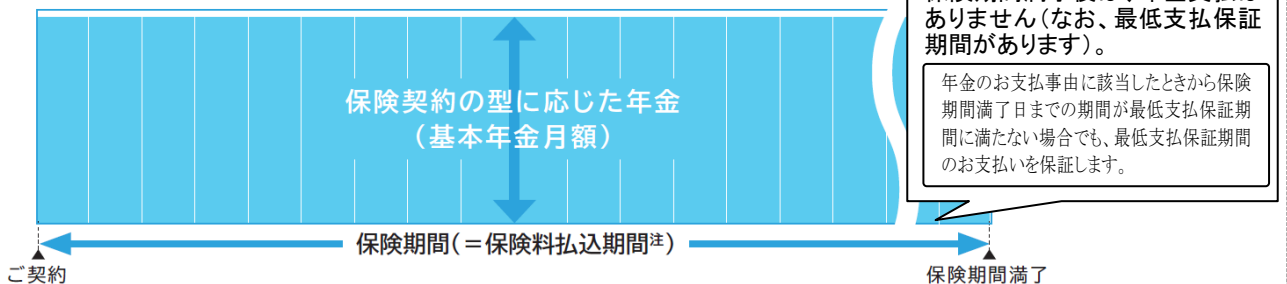 ありません(なお、最低支払保証
期間があります)。
年金のお支払事由に該当したときから保険
期間満了日までの期間が最低支払保証期
間に満たない場合でも、最低支払保証期間
のお支払いを保証します。
保険契約の型に応じた年金
(基本年金月額)
保険期間(=保険料払込期間注)
ご契約
保険期間満了